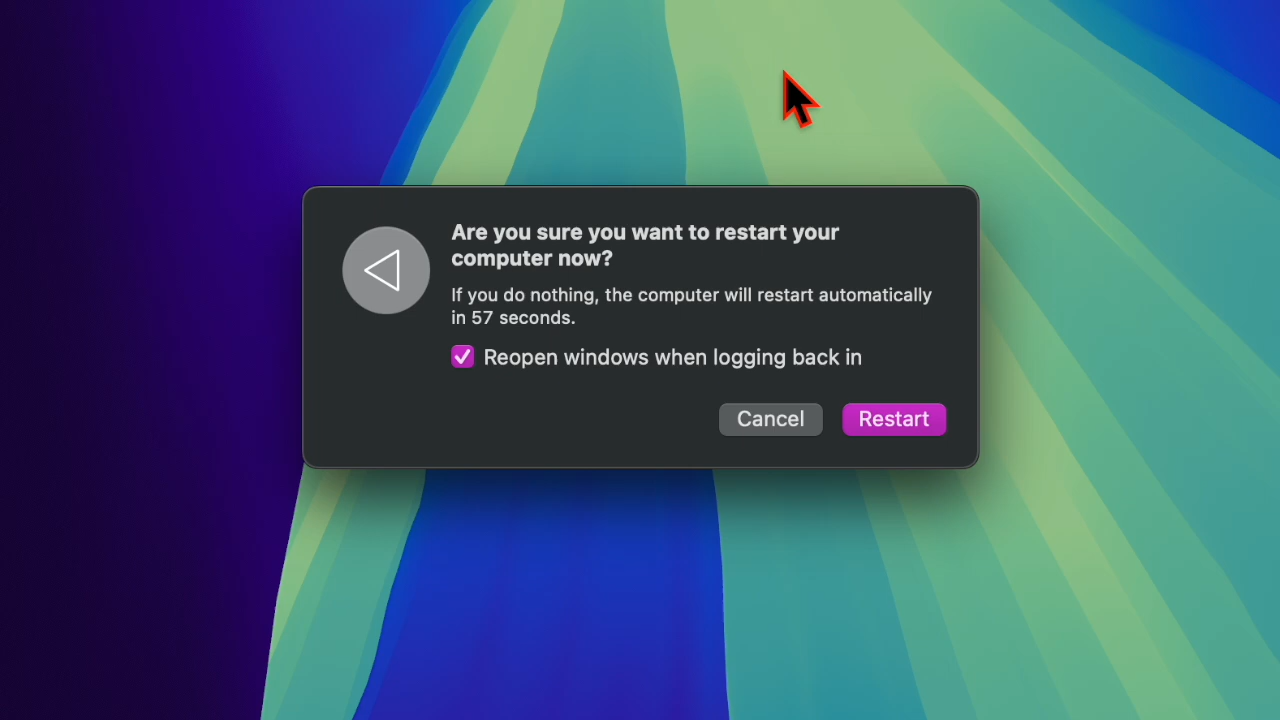 Are you sure you want to restart your
computer now?
If you do nothing, the computer will restart automatically
in 57 seconds.
Reopen windows when logging back in
Cancel
Restart